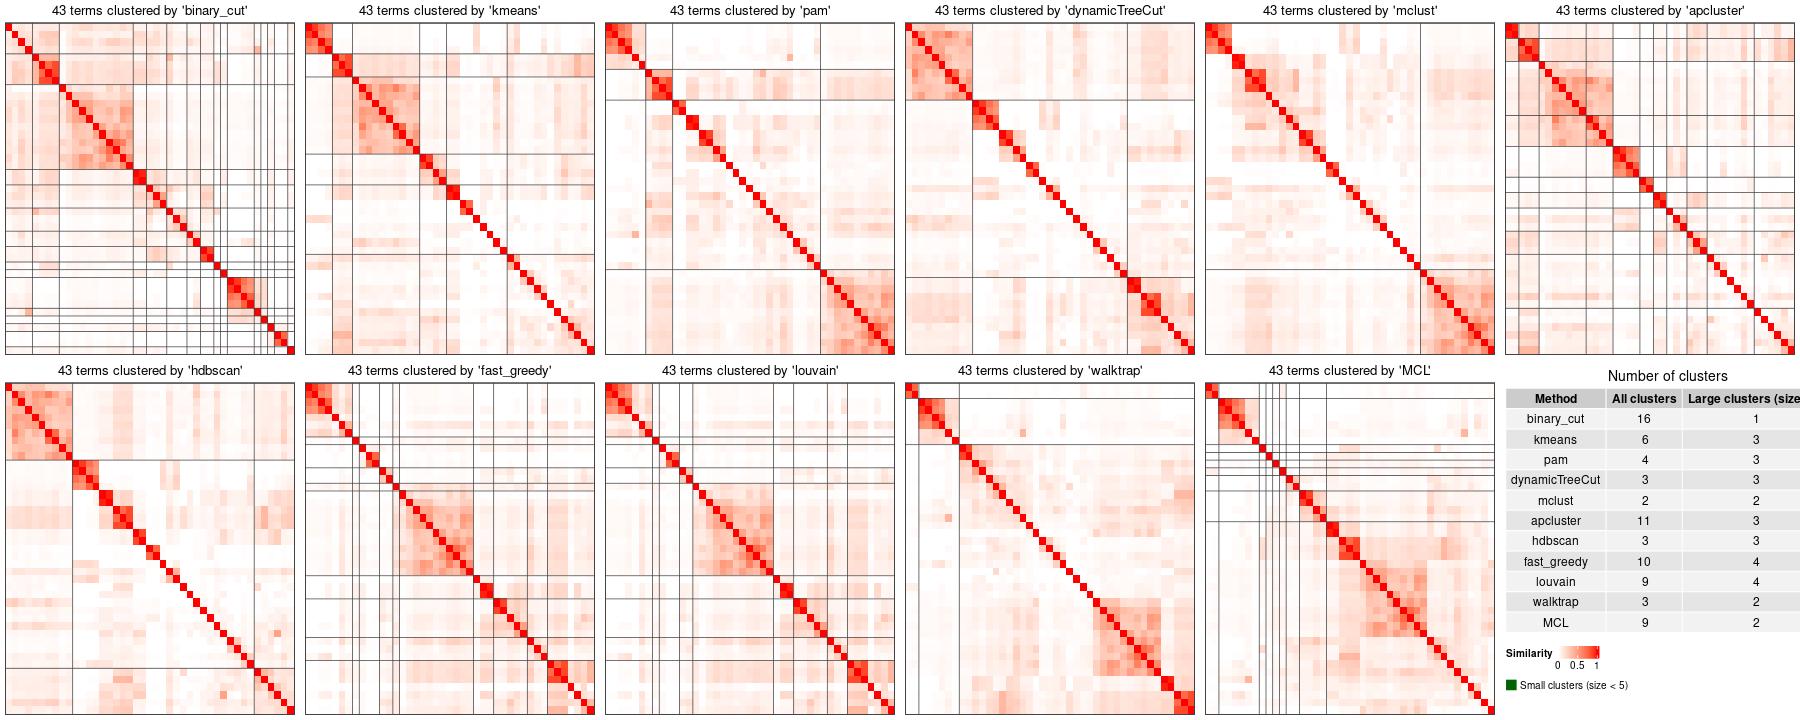 43 terms clustered by 'binary_cut'
43 terms clustered by 'kmeans'
43 terms clustered by 'pam'
43 terms clustered by 'dynamicTreeCut'
43 terms clustered by 'mclust'
43 terms clustered by 'apcluster'
43 terms clustered by 'hdbscan'
43 terms clustered by 'fast_greedy'
43 terms clustered by 'louvain'
43 terms clustered by 'walktrap'
43 terms clustered by 'MCL'
Number of clusters
Method All clusters Large clusters (size
binary_cut 16 1
kmeans 6 3
pam 4 3
dynamicTreeCut 3 3
mclust 2 2
apcluster 11 3
hdbscan 3 3
fast_greedy 10 4
louvain 9 4
walktrap 3 2
MCL 9 2
Similarity
0 0.5 1
Small clusters (size < 5)